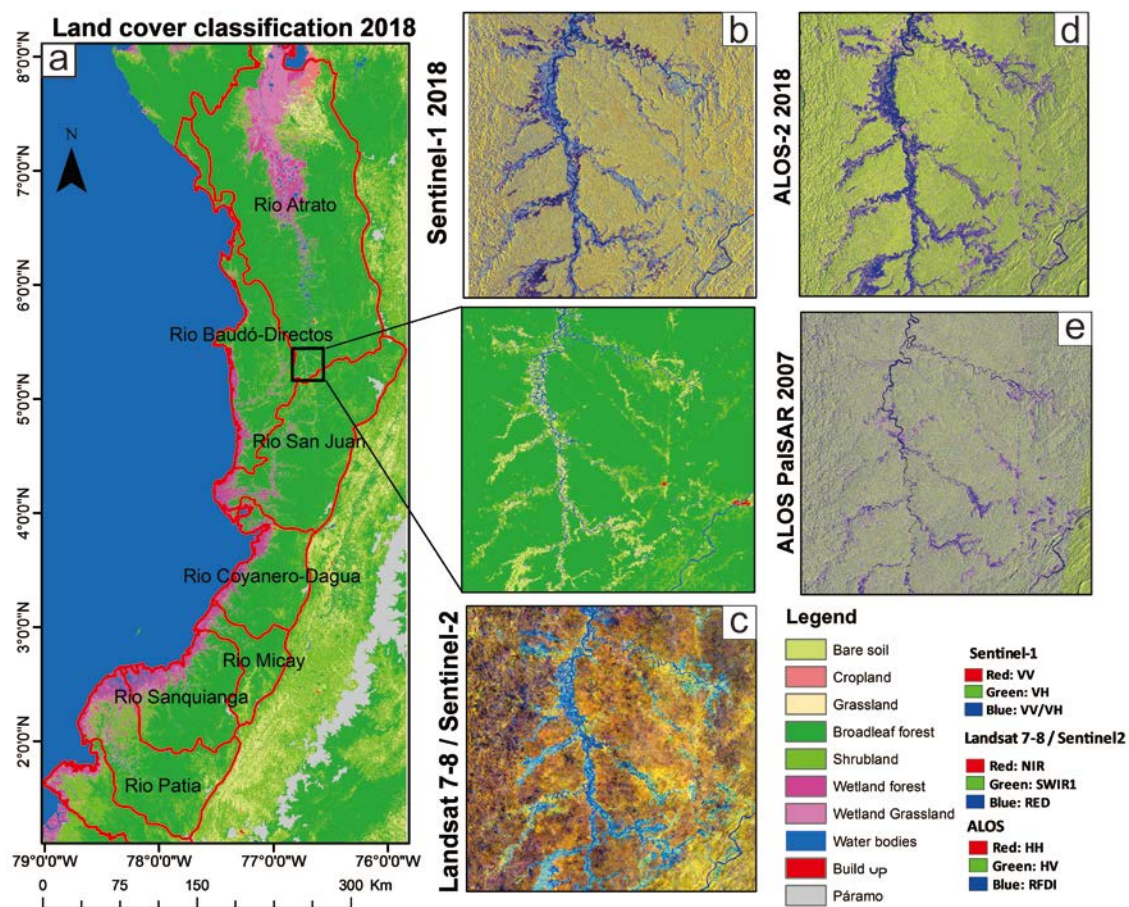 Land cover classification 2018
a
8°0'0"N
7°0'0"N
6°0'0"N
5°0'0"N
4°0'0"N
3°0'0"N
2°0'0"N
N
Rio Atrato
Rio Baudó-Directos
Rio San Juan
Rio Coyanero-Dagua
Rio Micay
Rio Sanquianga
Rio Patia
79°0'0"W
78°0'0"W
77°0'0"W
76°0'0"W
0
75
150
300 Km
Sentinel-1 2018
b
Landsat 7-8 / Sentinel-2
c
ALOS-2 2018
d
ALOS PalSAR 2007
e
Legend
Bare soil
Cropland
Grassland
Broadleaf forest
Shrubland
Wetland forest
Wetland Grassland
Water bodies
Build up
Páramo
Sentinel-1
Red: VV
Green: VH
Blue: VV/VH
Landsat 7-8 / Sentinel2
Red: NIR
Green: SWIR1
Blue: RED
ALOS
Red: HH
Green: HV
Blue: RFDI